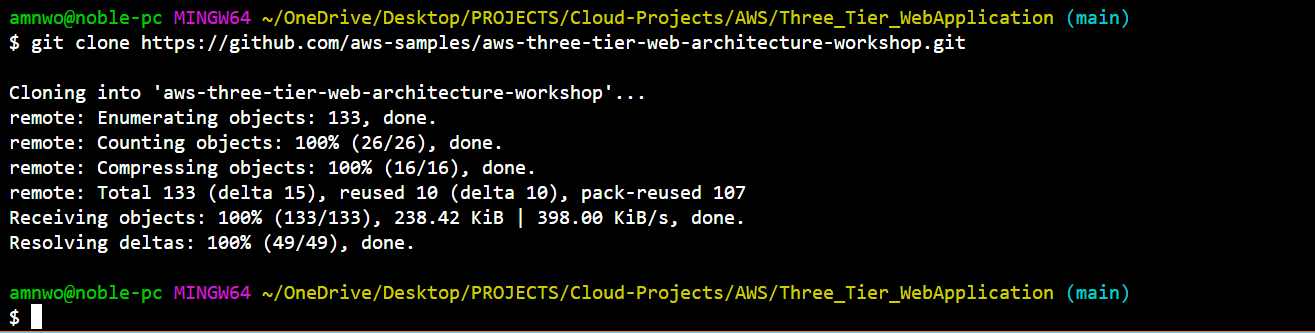 amnwo@noble-pc MINGW64 ~/OneDrive/Desktop/PROJECTS/Cloud-Projects/AWS/Three_Tier_WebApplication (main)
$ git clone https://github.com/aws-samples/aws-three-tier-web-architecture-workshop.git
Cloning into 'aws-three-tier-web-architecture-workshop'...
remote: Enumerating objects: 133, done.
remote: Counting objects: 100% (26/26), done.
remote: Compressing objects: 100% (16/16), done.
remote: Total 133 (delta 15), reused 10 (delta 10), pack-reused 107
Receiving objects: 100% (133/133), 238.42 KiB | 398.00 KiB/s, done.
Resolving deltas: 100% (49/49), done.
amnwo@noble-pc MINGW64 ~/OneDrive/Desktop/PROJECTS/Cloud-Projects/AWS/Three_Tier_WebApplication (main)
$